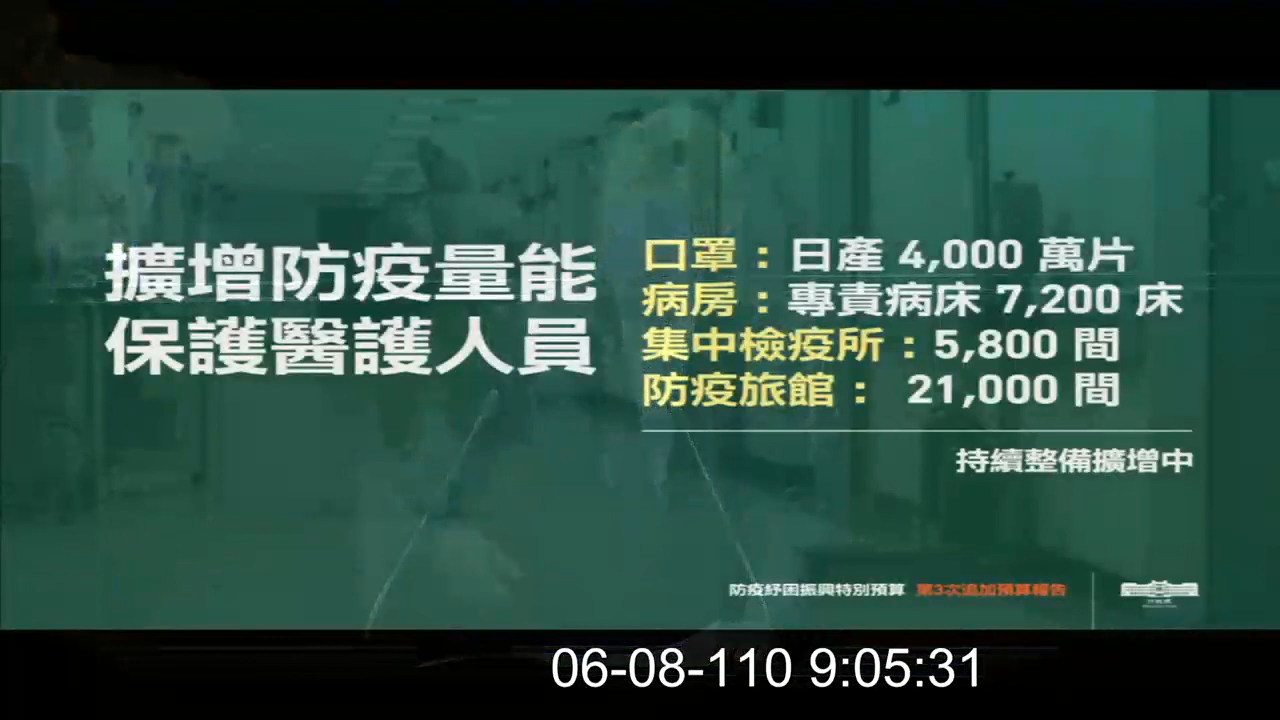 擴增防疫量能
保護醫護人員
口罩：日產 4,000 萬片
病房：專責病床 7,200 床
集中檢疫所：5,800 間
防疫旅館： 21,000 間
持續整備擴增中
防疫紓困振興特別預算 第3次追加預算報告
06-08-110 9:05:31